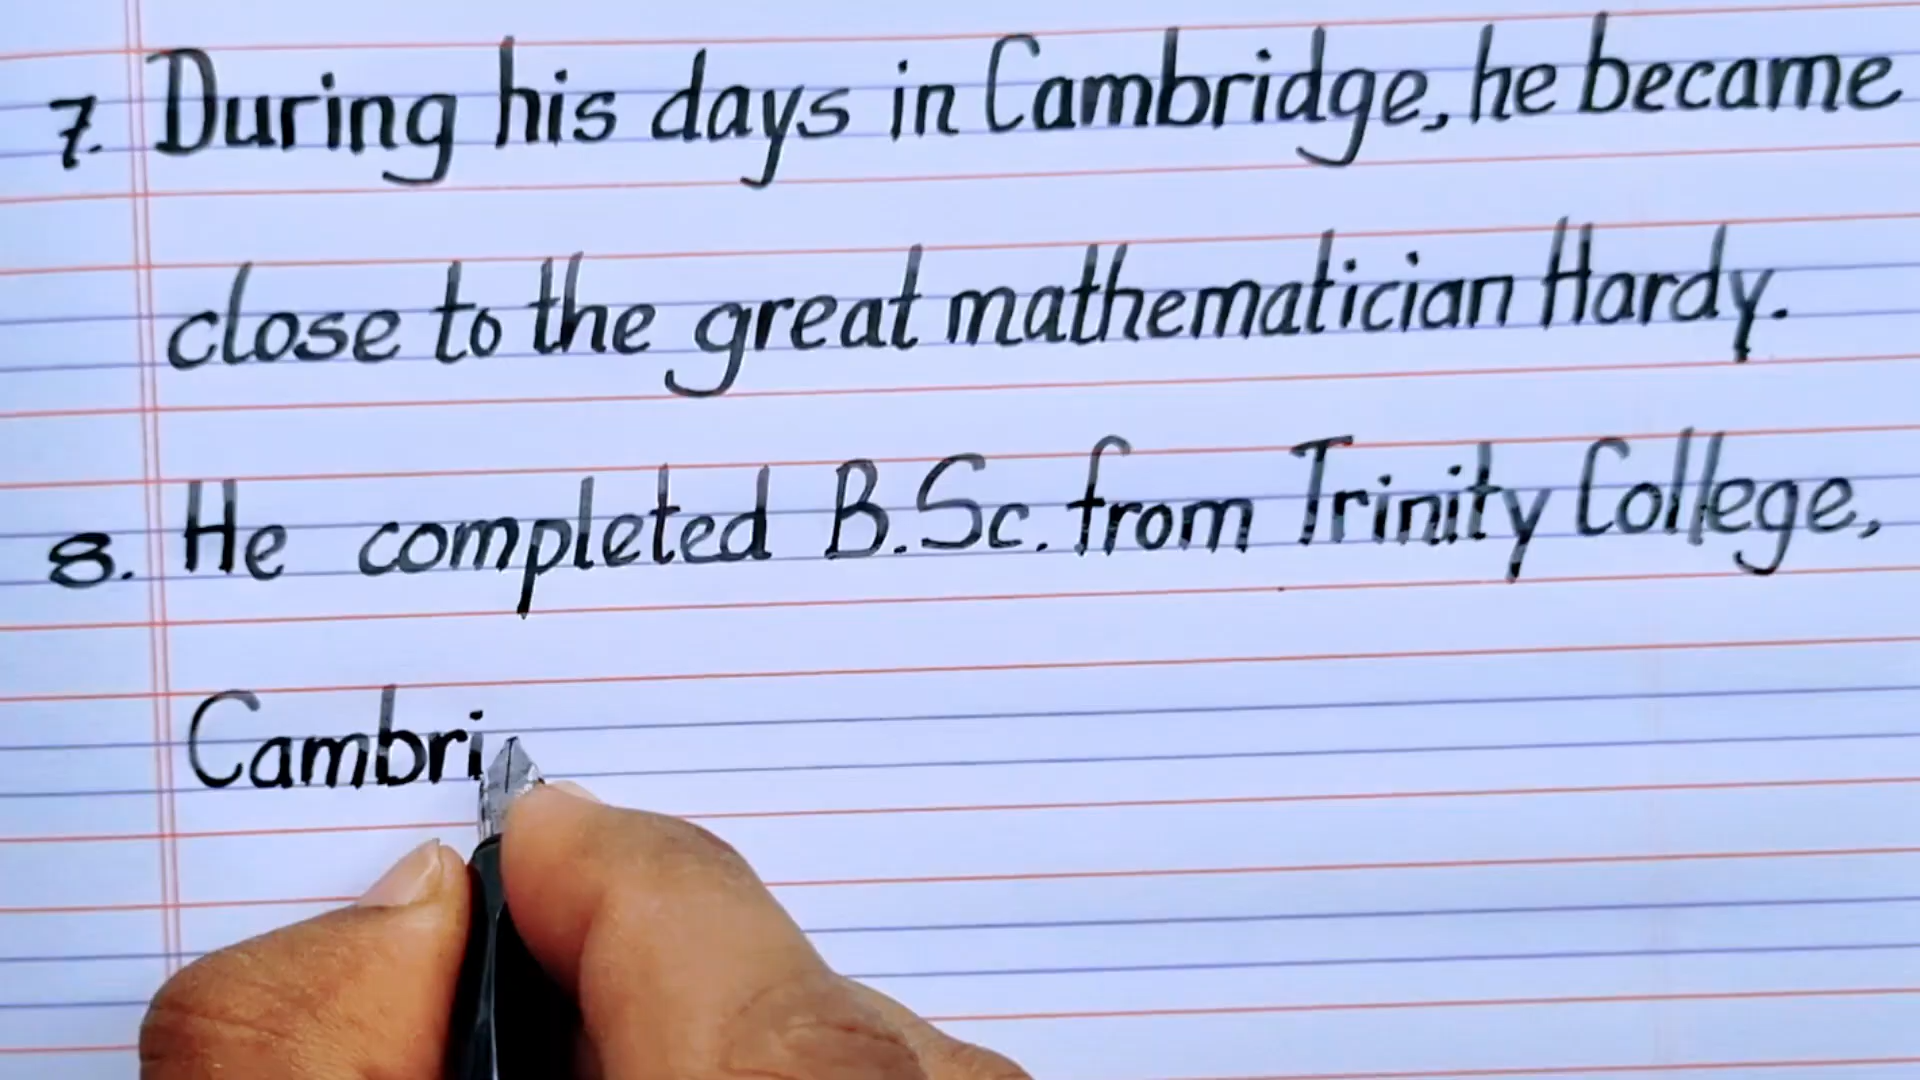 7. During his days in Cambridge, he became
close to the great mathematician Hardy.
8. He completed B.Sc. from Trinity College,
Cambri